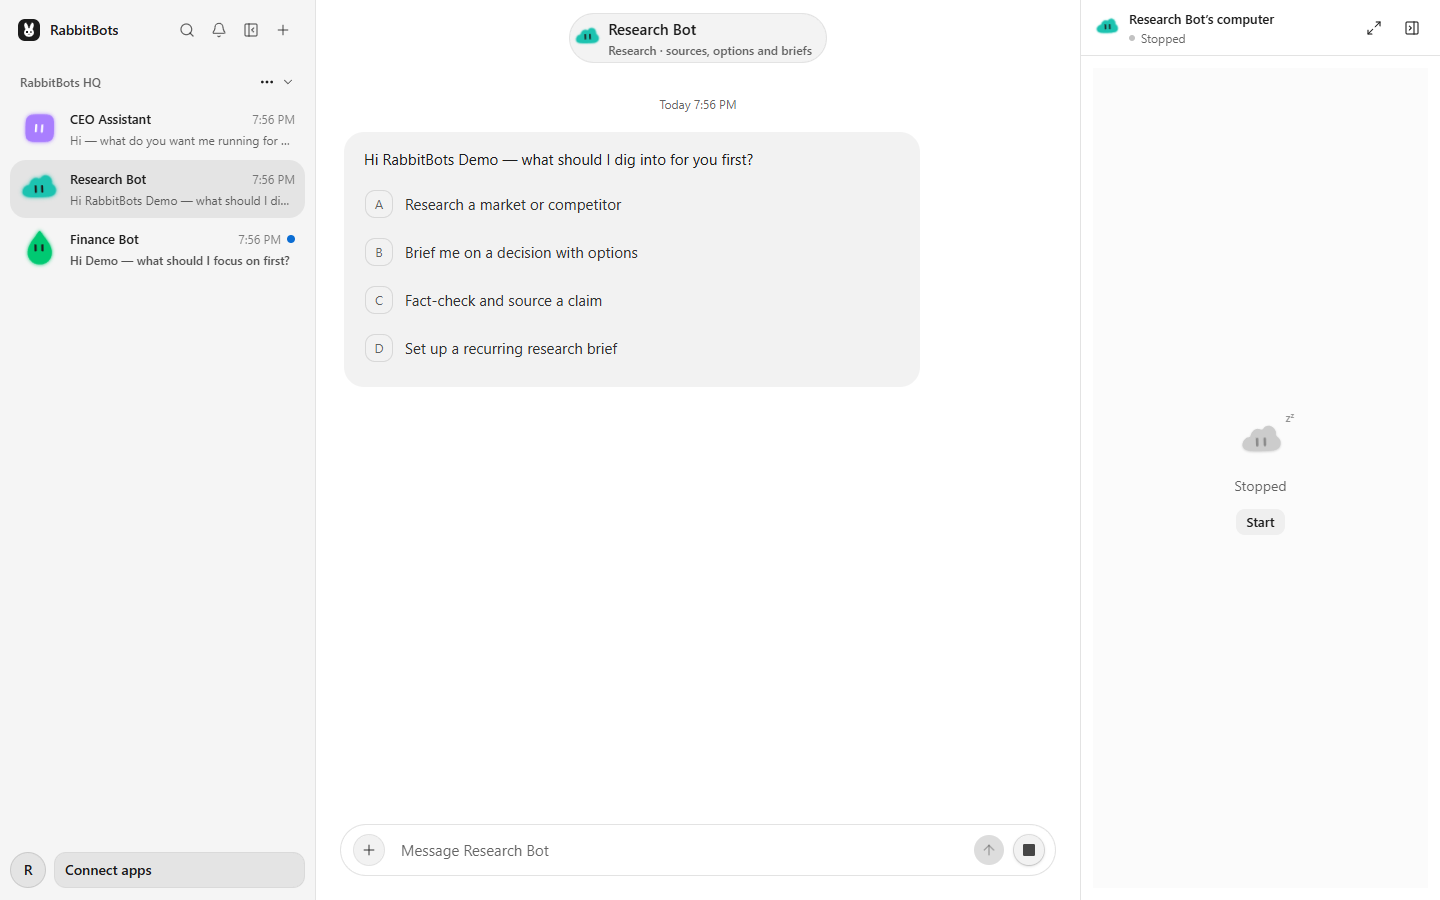 RabbitBots
RabbitBots HQ
CEO Assistant 7:56 PM
Hi — what do you want me running for ...
Research Bot 7:56 PM
Hi RabbitBots Demo — what should I di...
Finance Bot 7:56 PM
Hi Demo — what should I focus on first?
R
Connect apps
Research Bot
Research · sources, options and briefs
Today 7:56 PM
Hi RabbitBots Demo — what should I dig into for you first?
A Research a market or competitor
B Brief me on a decision with options
C Fact-check and source a claim
D Set up a recurring research brief
Message Research Bot
Research Bot's computer
Stopped
zz
Stopped
Start